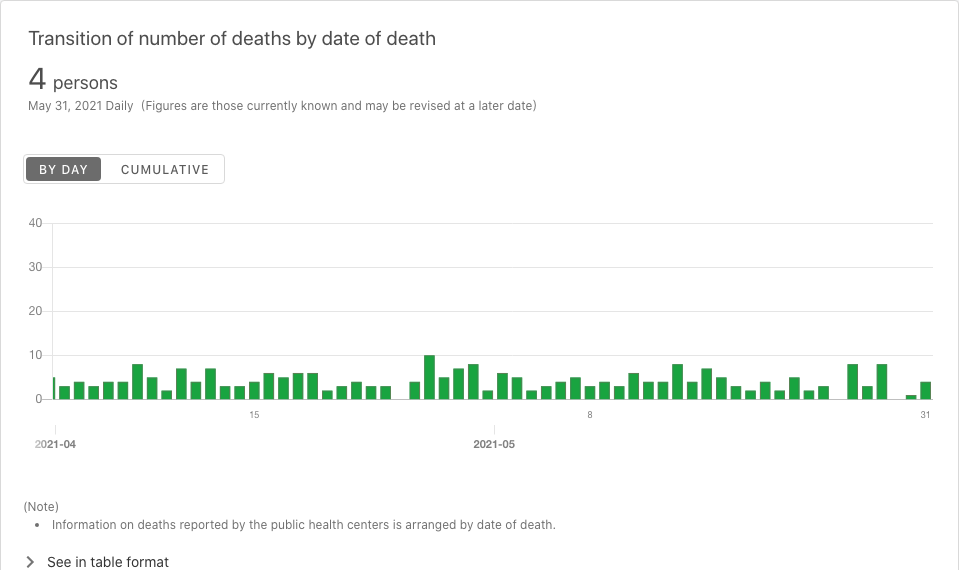 Transition of number of deaths by date of death
4 persons
May 31, 2021 Daily (Figures are those currently known and may be revised at a later date)
BY DAY CUMULATIVE
40
30
20
10
0
15 8 31
2021-04 2021-05
(Note)
• Information on deaths reported by the public health centers is arranged by date of death.
See in table format